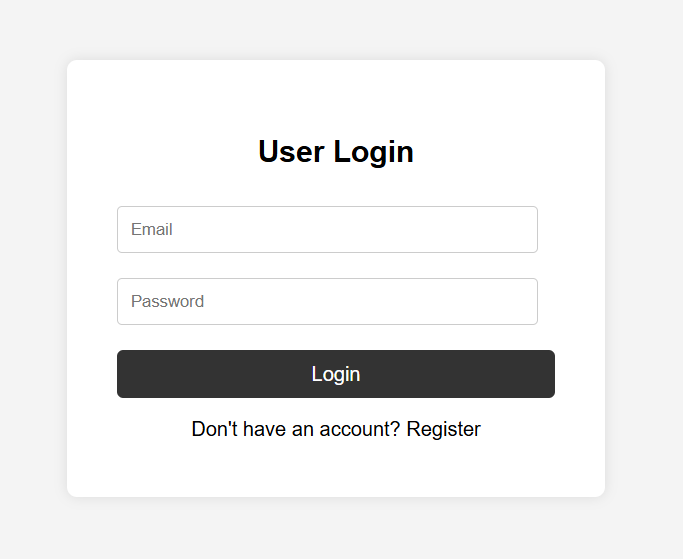 User Login
Email
Password
Login
Don't have an account? Register